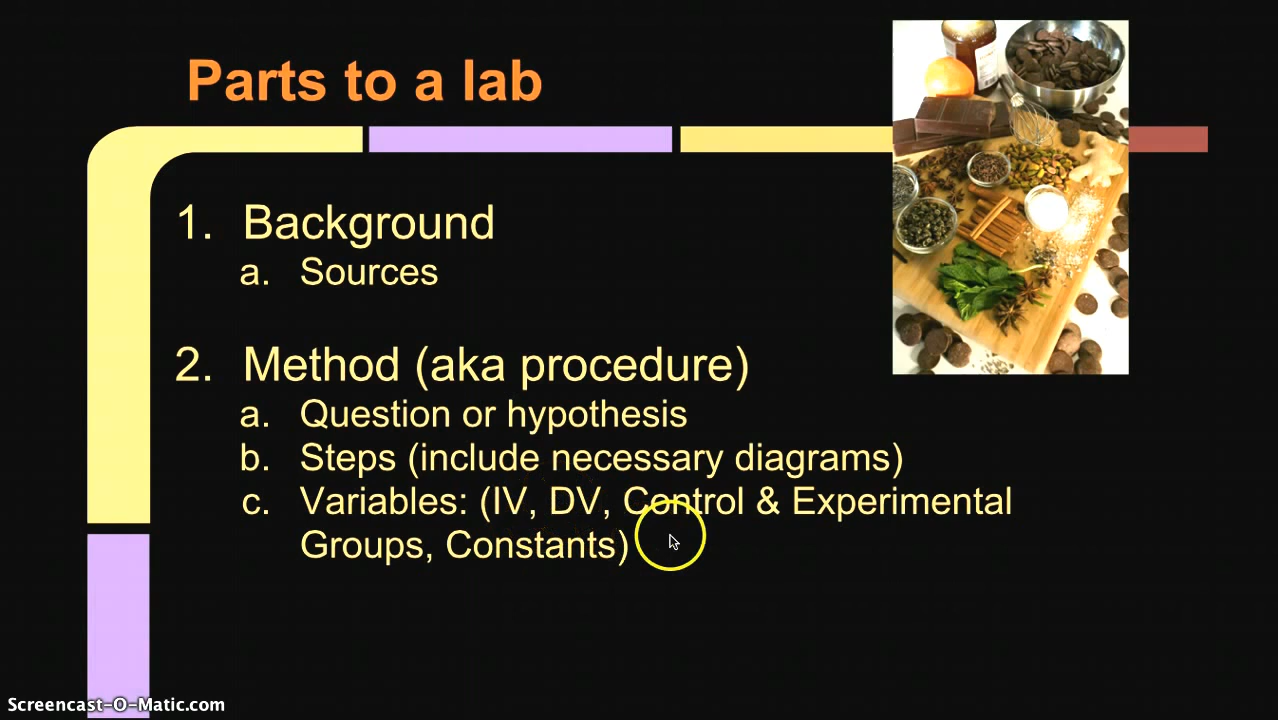 Parts to a lab
1. Background
a. Sources
2. Method (aka procedure)
a. Question or hypothesis
b. Steps (include necessary diagrams)
c. Variables: (IV, DV, Control & Experimental
Groups, Constants)
Screencast-O-Matic.com